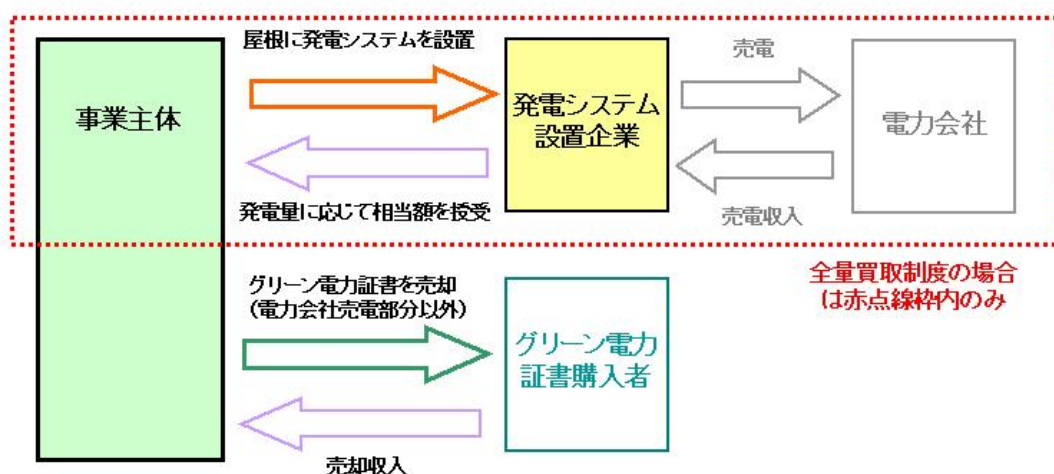 屋根に発電システムを設置
売電
事業主体
発電システム
設置企業
電力会社
発電量に応じて相当額を授受
売電収入
全量買取制度の場合
は赤点線枠内のみ
グリーン電力証書を売却
(電力会社売電部分以外)
グリーン電力
証書購入者
売却収入